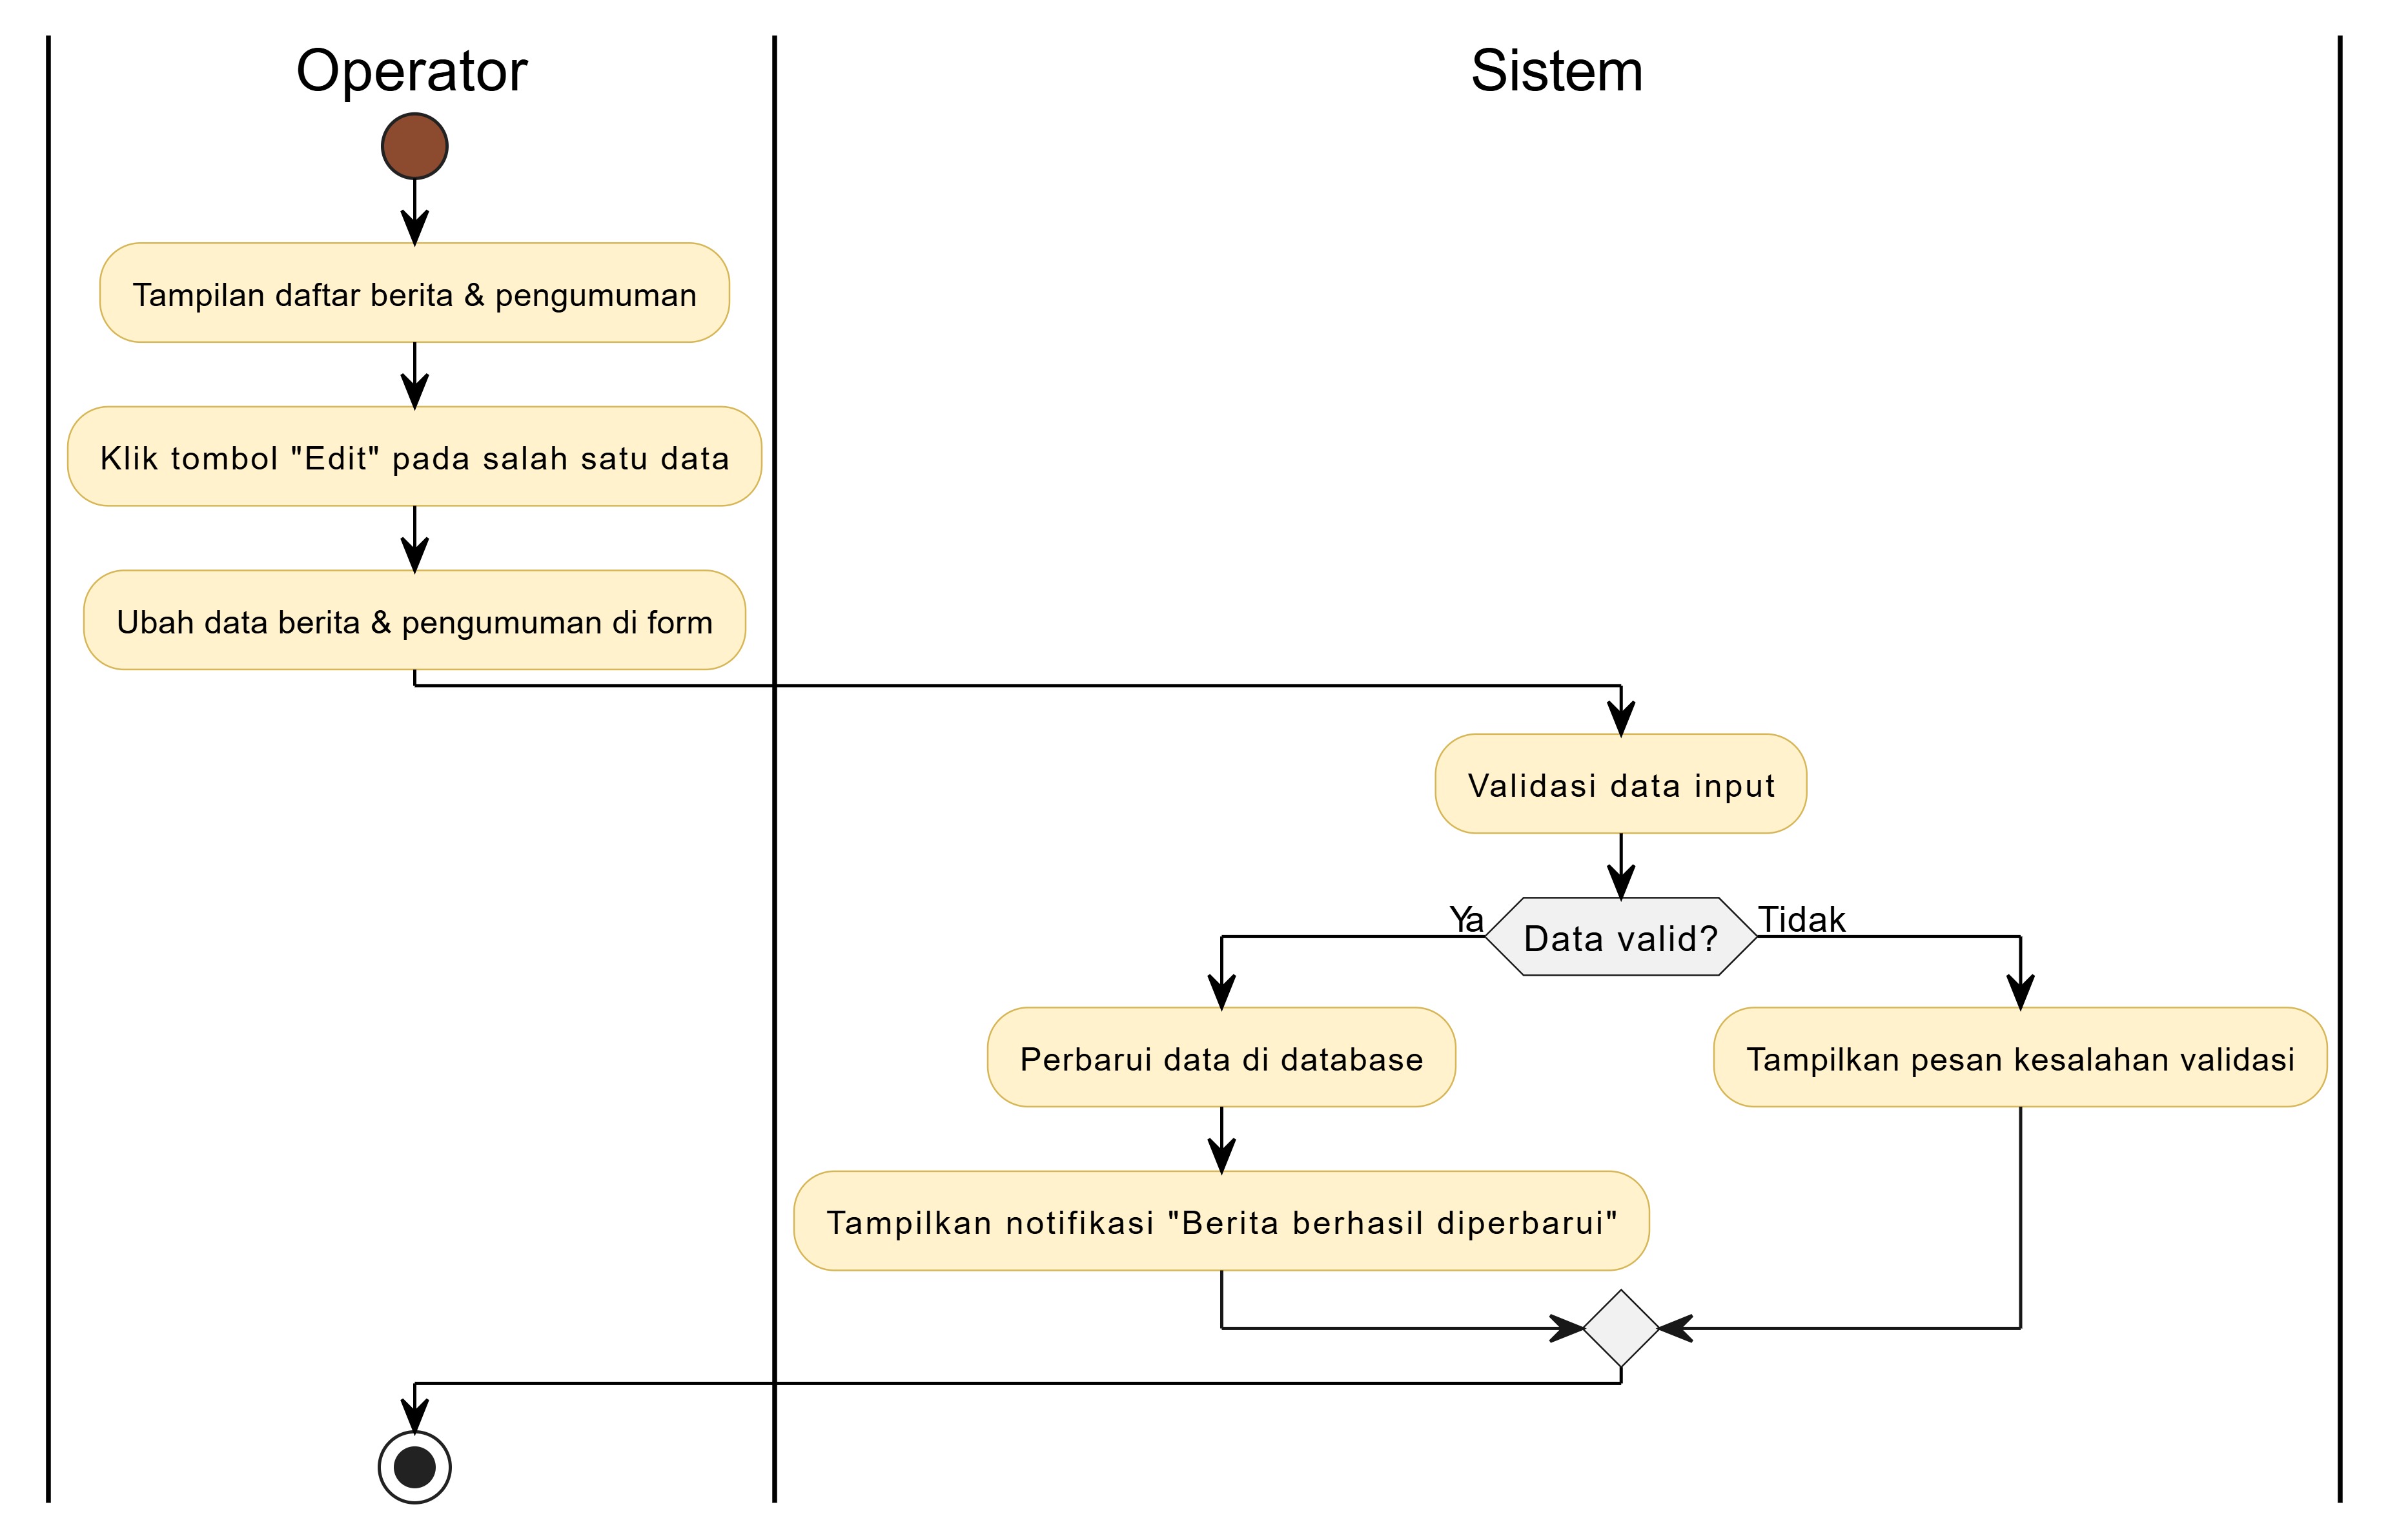 Operator
Sistem
Tampilan daftar berita & pengumuman
Klik tombol "Edit" pada salah satu data
Ubah data berita & pengumuman di form
Validasi data input
Ya
Data valid?
Tidak
Perbarui data di database
Tampilkan pesan kesalahan validasi
Tampilkan notifikasi "Berita berhasil diperbarui"